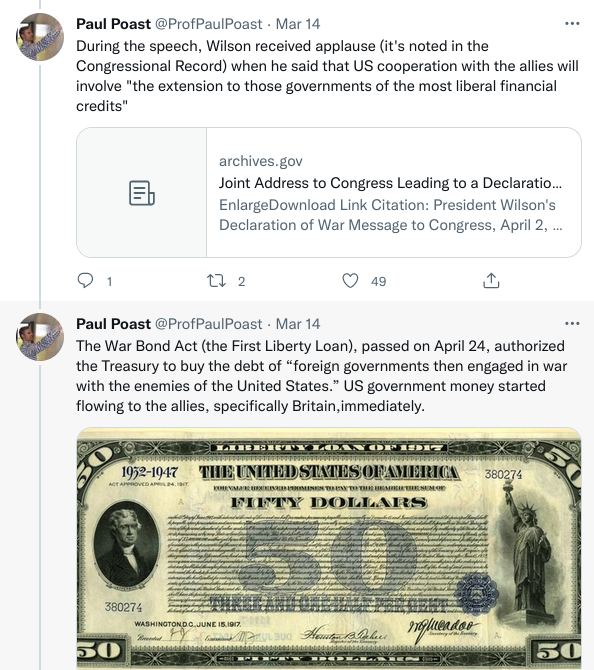 Paul Poast @ProfPaulPoast · Mar 14
During the speech, Wilson received applause (it's noted in the
Congressional Record) when he said that US cooperation with the allies will
involve "the extension to those governments of the most liberal financial
credits"
archives.gov
Joint Address to Congress Leading to a Declaratio...
EnlargeDownload Link Citation: President Wilson's
Declaration of War Message to Congress, April 2, ...
1
2
49
Paul Poast @ProfPaulPoast · Mar 14
The War Bond Act (the First Liberty Loan), passed on April 24, authorized
the Treasury to buy the debt of “foreign governments then engaged in war
with the enemies of the United States.” US government money started
flowing to the allies, specifically Britain,immediately.
50
LIBERTY LOAN OF 1917
50
1932-1947
THE UNITED STATES OF AMERICA
380274
ACT APPROVED APRIL 24, 1917
FOR VALUE RECEIVED PROMISES TO PAY TO THE BEARER THE SUM OF
FIFTY DOLLARS
50
380274
THREE AND ONE HALF PER CENT
WASHINGTON, D.C. JUNE 15, 1917.
Secretary of the Treasury
50
FIFTY DOLLARS
50